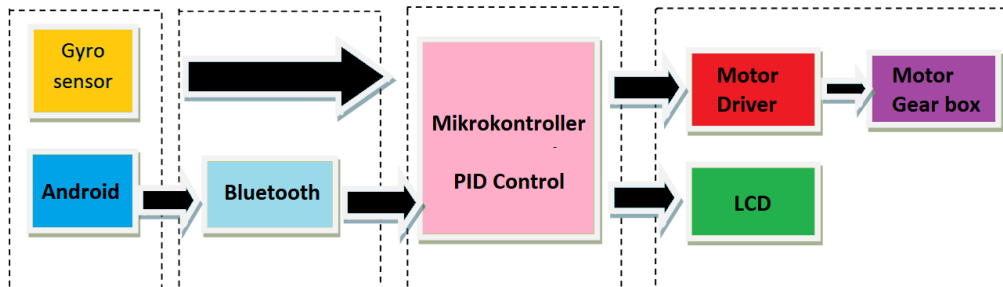 Gyro
sensor
Android
Bluetooth
Mikrokontroller
PID Control
Motor
Driver
Motor
Gear box
LCD